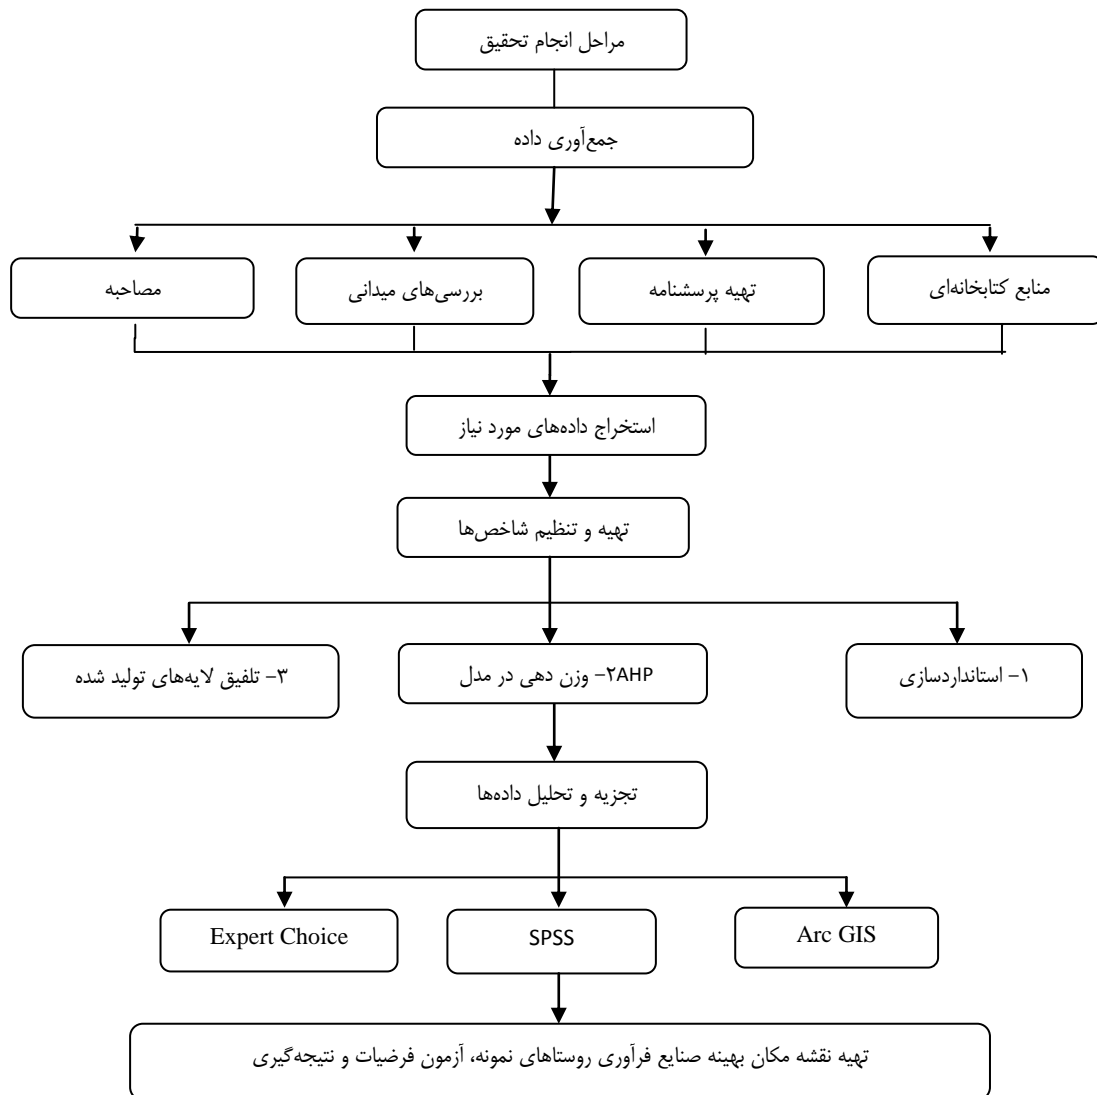 مراحل انجام تحقیق
جمع‌آوری داده
منابع کتابخانه‌ای
تهیه پرسشنامه
بررسی‌های میدانی
مصاحبه
استخراج داده‌های مورد نیاز
تهیه و تنظیم شاخص‌ها
۱- استانداردسازی
۲AHP- وزن دهی در مدل
۳- تلفیق لایه‌های تولید شده
تجزیه و تحلیل داده‌ها
Arc GIS
SPSS
Expert Choice
تهیه نقشه مکان بهینه صنایع فرآوری روستاهای نمونه، آزمون فرضیات و نتیجه‌گیری